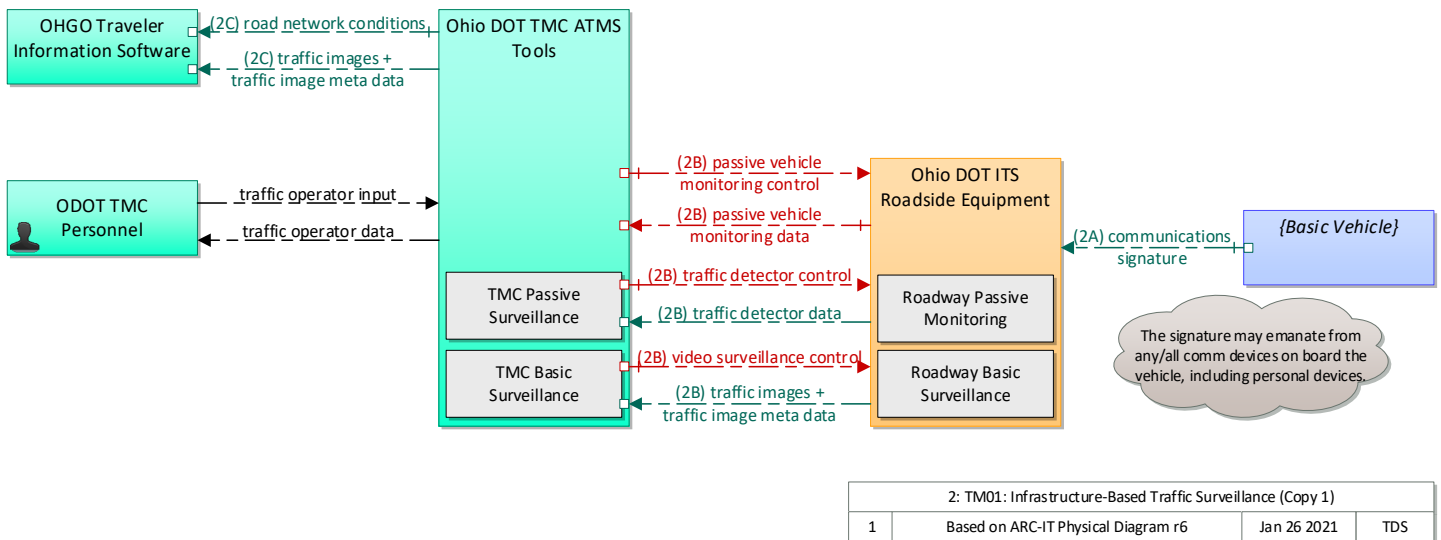 OHGO Traveler
Information Software
(2C) road network conditions
(2C) traffic images +
traffic image meta data
Ohio DOT TMC ATMS
Tools
ODOT TMC
Personnel
traffic operator input
traffic operator data
(2B) passive vehicle
monitoring control
(2B) passive vehicle
monitoring data
(2B) traffic detector control
(2B) traffic detector data
(2B) video surveillance control
(2B) traffic images +
traffic image meta data
TMC Passive
Surveillance
TMC Basic
Surveillance
Ohio DOT ITS
Roadside Equipment
Roadway Passive
Monitoring
Roadway Basic
Surveillance
(2A) communications
signature
{Basic Vehicle}
The signature may emanate from
any/all comm devices on board the
vehicle, including personal devices.
2: TM01: Infrastructure-Based Traffic Surveillance (Copy 1)
1 Based on ARC-IT Physical Diagram r6 Jan 26 2021 TDS